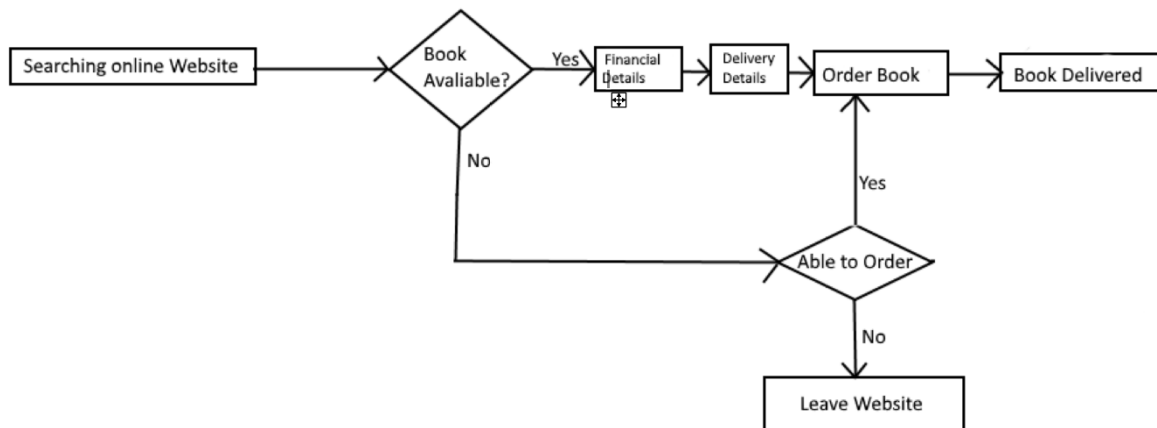 Searching online Website
Book
Avaliable?
Yes
Financial
Details
Delivery
Details
Order Book
Book Delivered
No
Yes
Able to Order
No
Leave Website